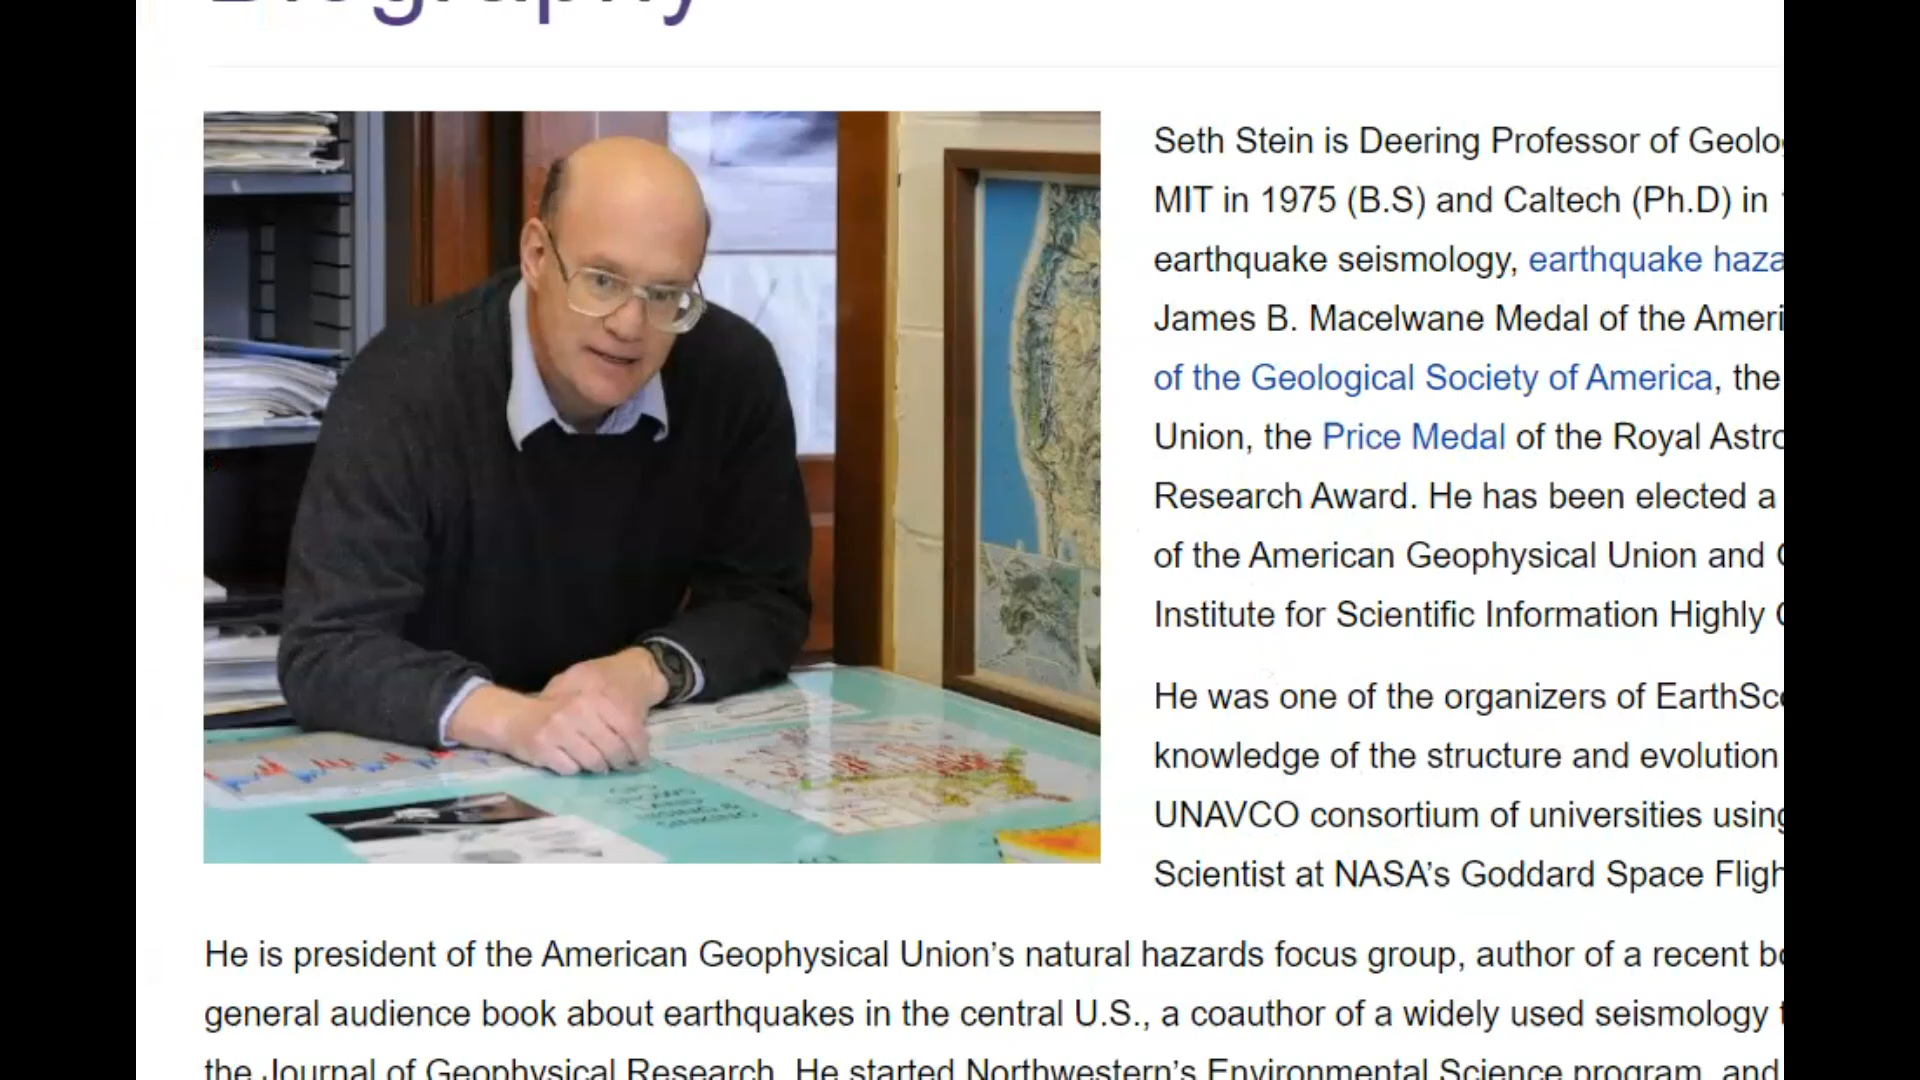 Biography
Seth Stein is Deering Professor of
MIT in 1975 (B.S) and Caltech (Ph.D) in
earthquake seismology, earthquake
James B. Macelwane Medal of the
of the Geological Society of America, the
Union, the Price Medal of the Royal
Research Award. He has been elected a
of the American Geophysical Union and
Institute for Scientific Information Highly
He was one of the organizers of
knowledge of the structure and evolution
UNAVCO consortium of universities using
Scientist at NASA’s Goddard Space
He is president of the American Geophysical Union’s natural hazards focus group, author of a recent
general audience book about earthquakes in the central U.S., a coauthor of a widely used seismology
the Journal of Geophysical Research. He started Northwestern’s Environmental Science program, and